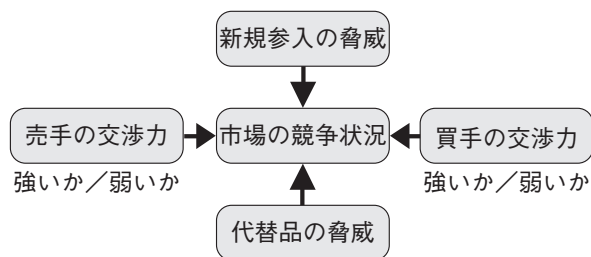 新規参入の脅威
売手の交渉力
市場の競争状況
買手の交渉力
強いか／弱いか
強いか／弱いか
代替品の脅威